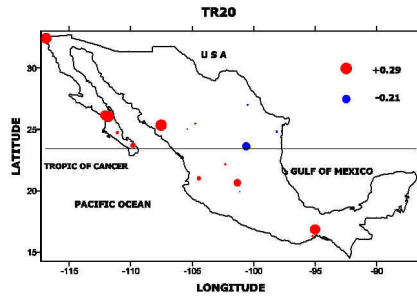 TR20
30
25
20
15
LATITUDE
U S A
+0.29
-0.21
TROPIC OF CANCER
GULF OF MEXICO
PACIFIC OCEAN
-115
-110
-105
-100
-95
-90
LONGITUDE